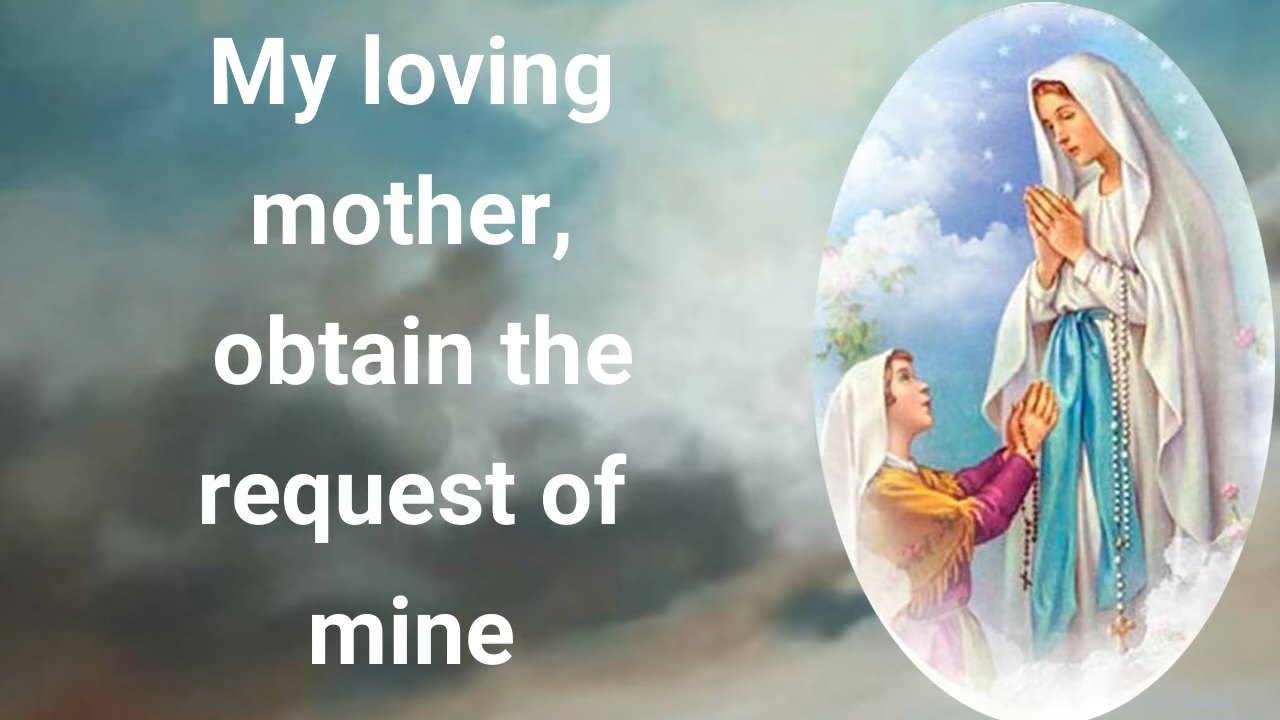 My loving
mother,
obtain the
request of
mine